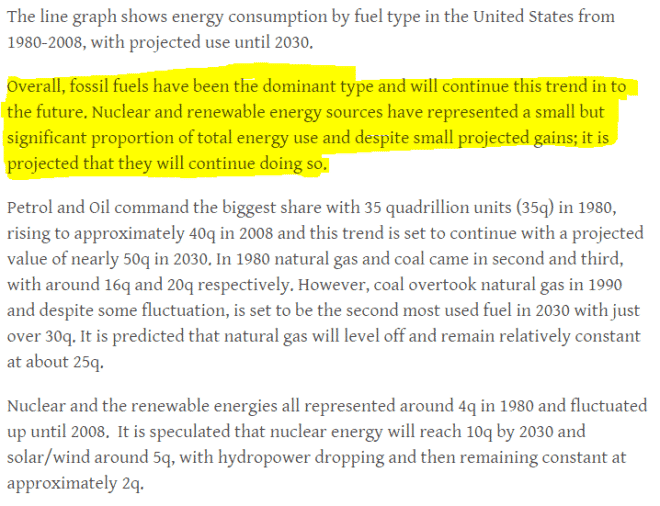 The line graph shows energy consumption by fuel type in the United States from
1980-2008, with projected use until 2030.
Overall, fossil fuels have been the dominant type and will continue this trend in to
the future. Nuclear and renewable energy sources have represented a small but
significant proportion of total energy use and despite small projected gains; it is
projected that they will continue doing so.
Petrol and Oil command the biggest share with 35 quadrillion units (35q) in 1980,
rising to approximately 40q in 2008 and this trend is set to continue with a projected
value of nearly 50q in 2030. In 1980 natural gas and coal came in second and third,
with around 16q and 20q respectively. However, coal overtook natural gas in 1990
and despite some fluctuation, is set to be the second most used fuel in 2030 with just
over 30q. It is predicted that natural gas will level off and remain relatively constant
at about 25q.
Nuclear and the renewable energies all represented around 4q in 1980 and fluctuated
up until 2008. It is speculated that nuclear energy will reach 10q by 2030 and
solar/wind around 5q, with hydropower dropping and then remaining constant at
approximately 2q.